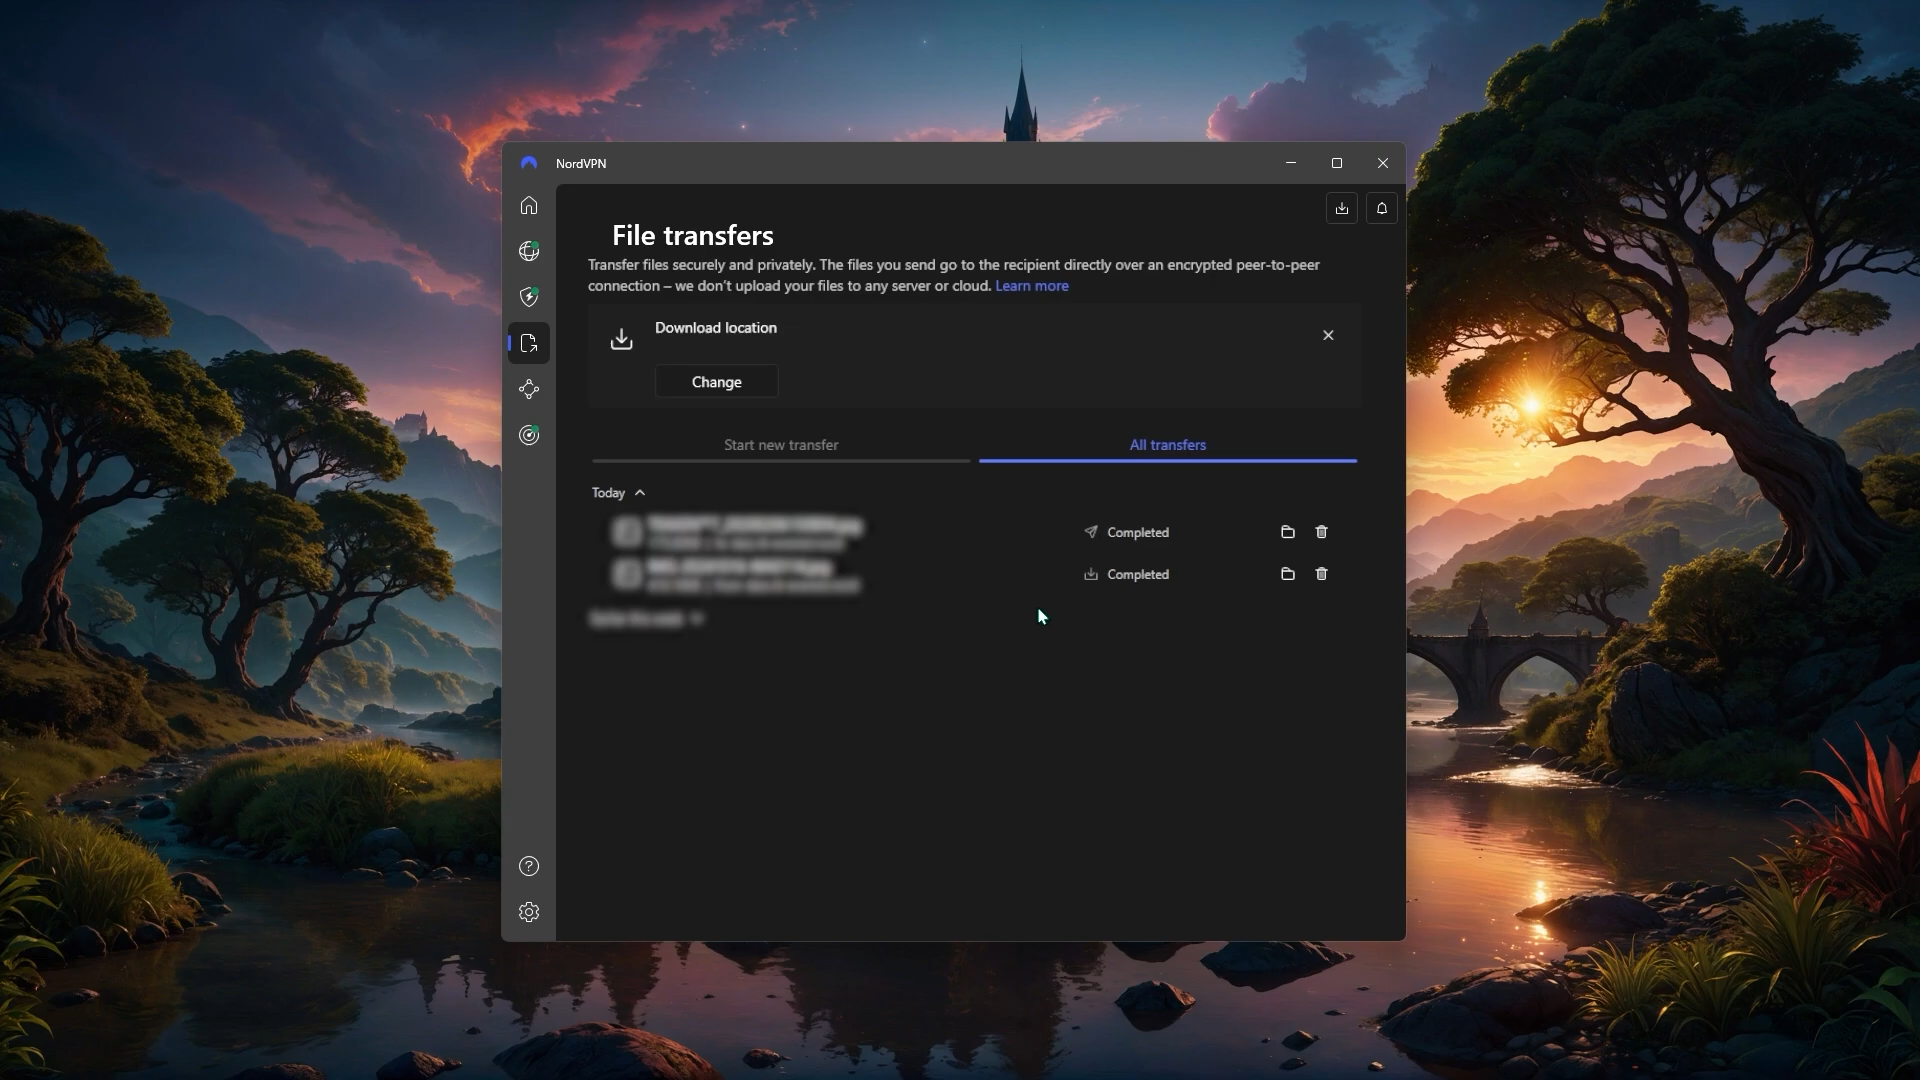 NordVPN
File transfers
Transfer files securely and privately. The files you send go to the recipient directly over an encrypted peer-to-peer
connection – we don't upload your files to any server or cloud. Learn more
Download location
Change
Start new transfer
All transfers
Today
Completed
Completed